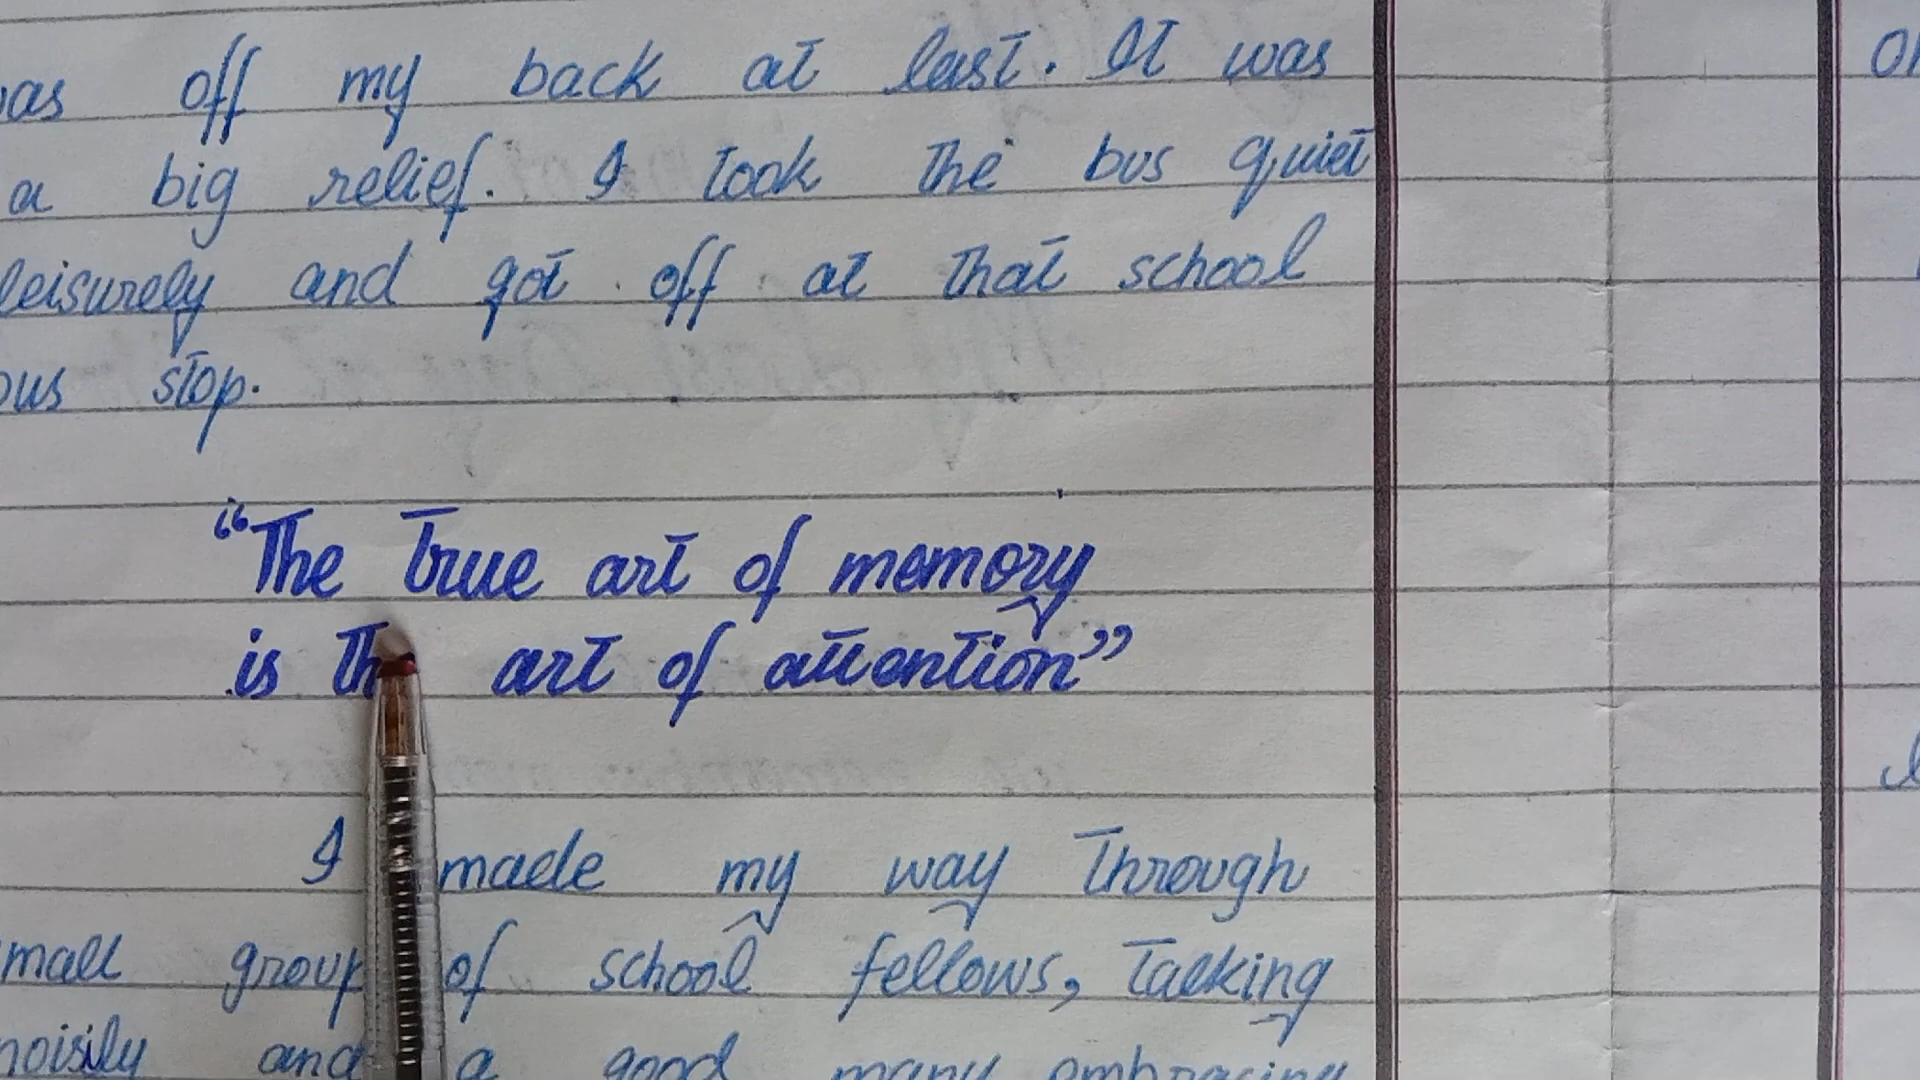 was off my back at last. It was
a big relief. I took the bus quiet
leisurely and got off at that school
bus stop.
“The true art of memory
is th art of attention”
I made my way through
small group of school fellows, talking
noisily and a good many embracing